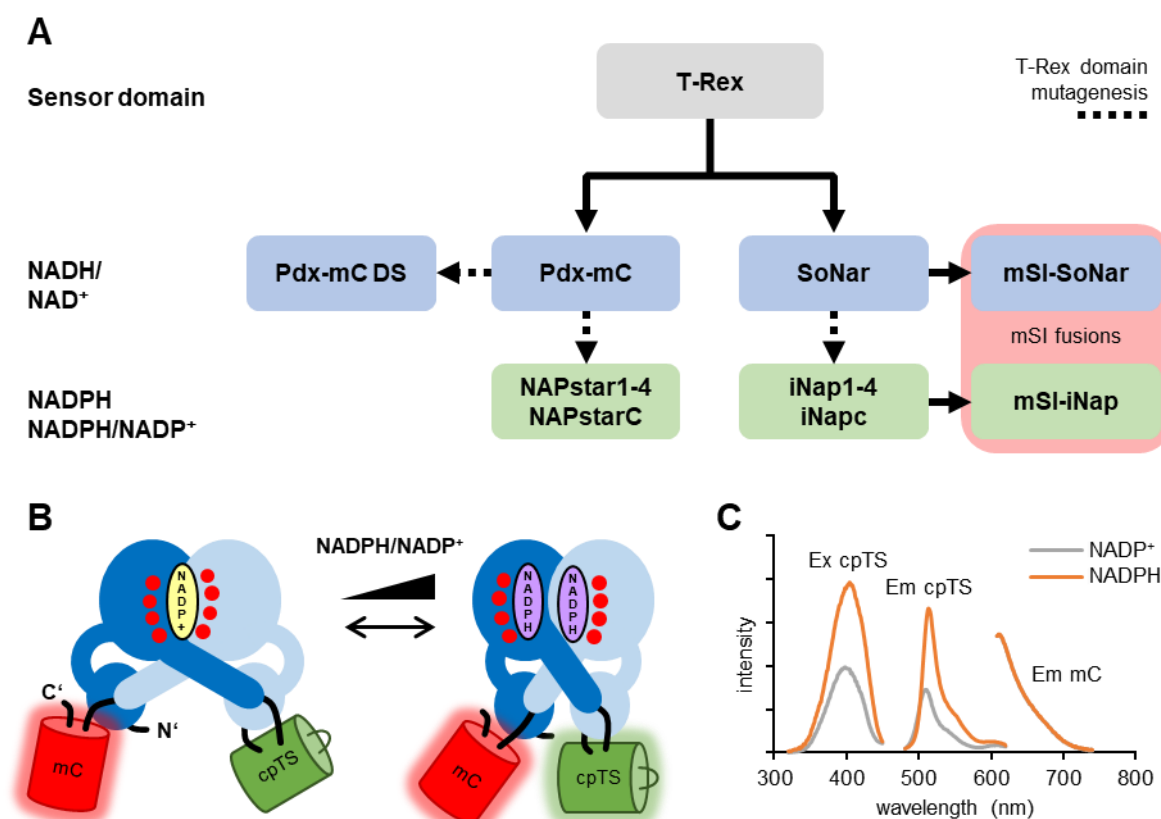 A
Sensor domain
T-Rex
T-Rex domain
mutagenesis
NADH/
NAD⁺
Pdx-mC DS
Pdx-mC
SoNar
mSI-SoNar
mSI fusions
NADPH
NADPH/NADP⁺
NAPstar1-4
NAPstarC
iNap1-4
iNapc
mSI-iNap
B
NADPH/NADP⁺
NADP+
NADPH
NADPH
C‘
N‘
mC
cpTS
mC
cpTS
C
NADP⁺
NADPH
Ex cpTS
Em cpTS
Em mC
intensity
300 400 500 600 700 800
wavelength (nm)